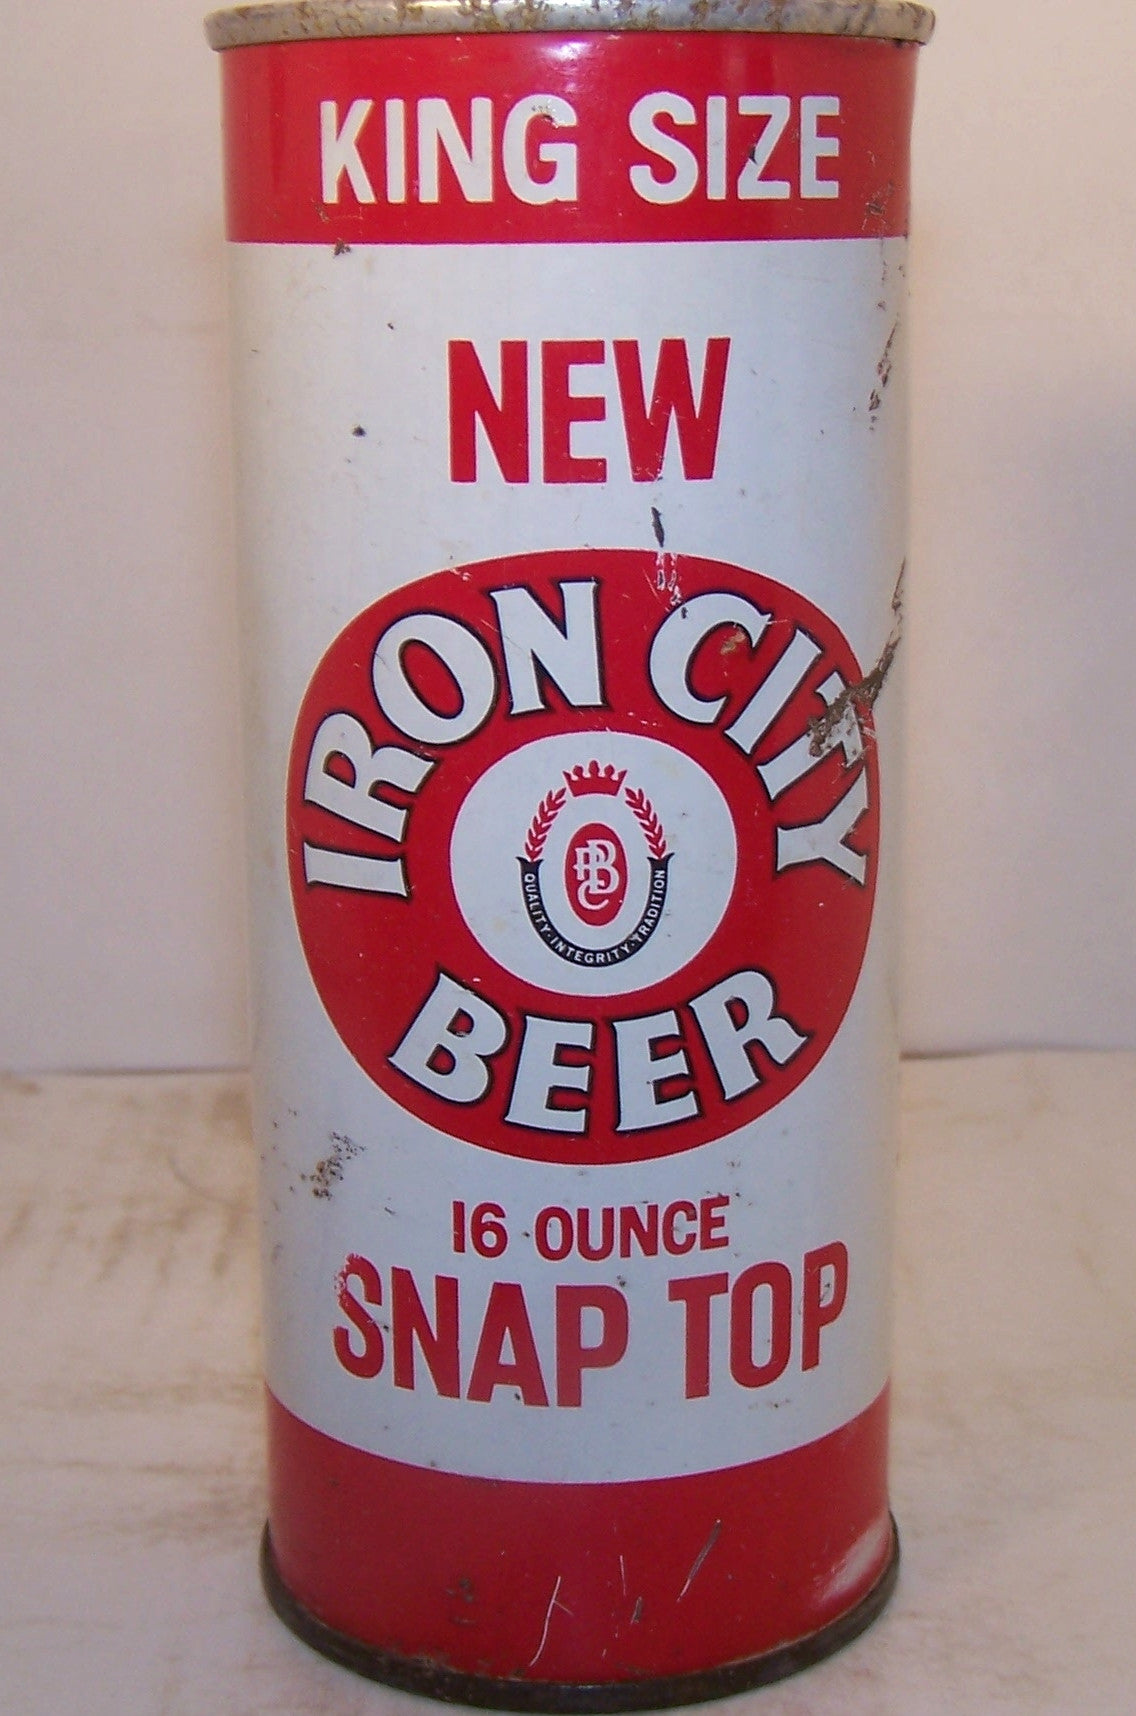 KING SIZE
NEW
IRON CITY
PBC
QUALITY · INTEGRITY · TRADITION
BEER
16 OUNCE
SNAP TOP